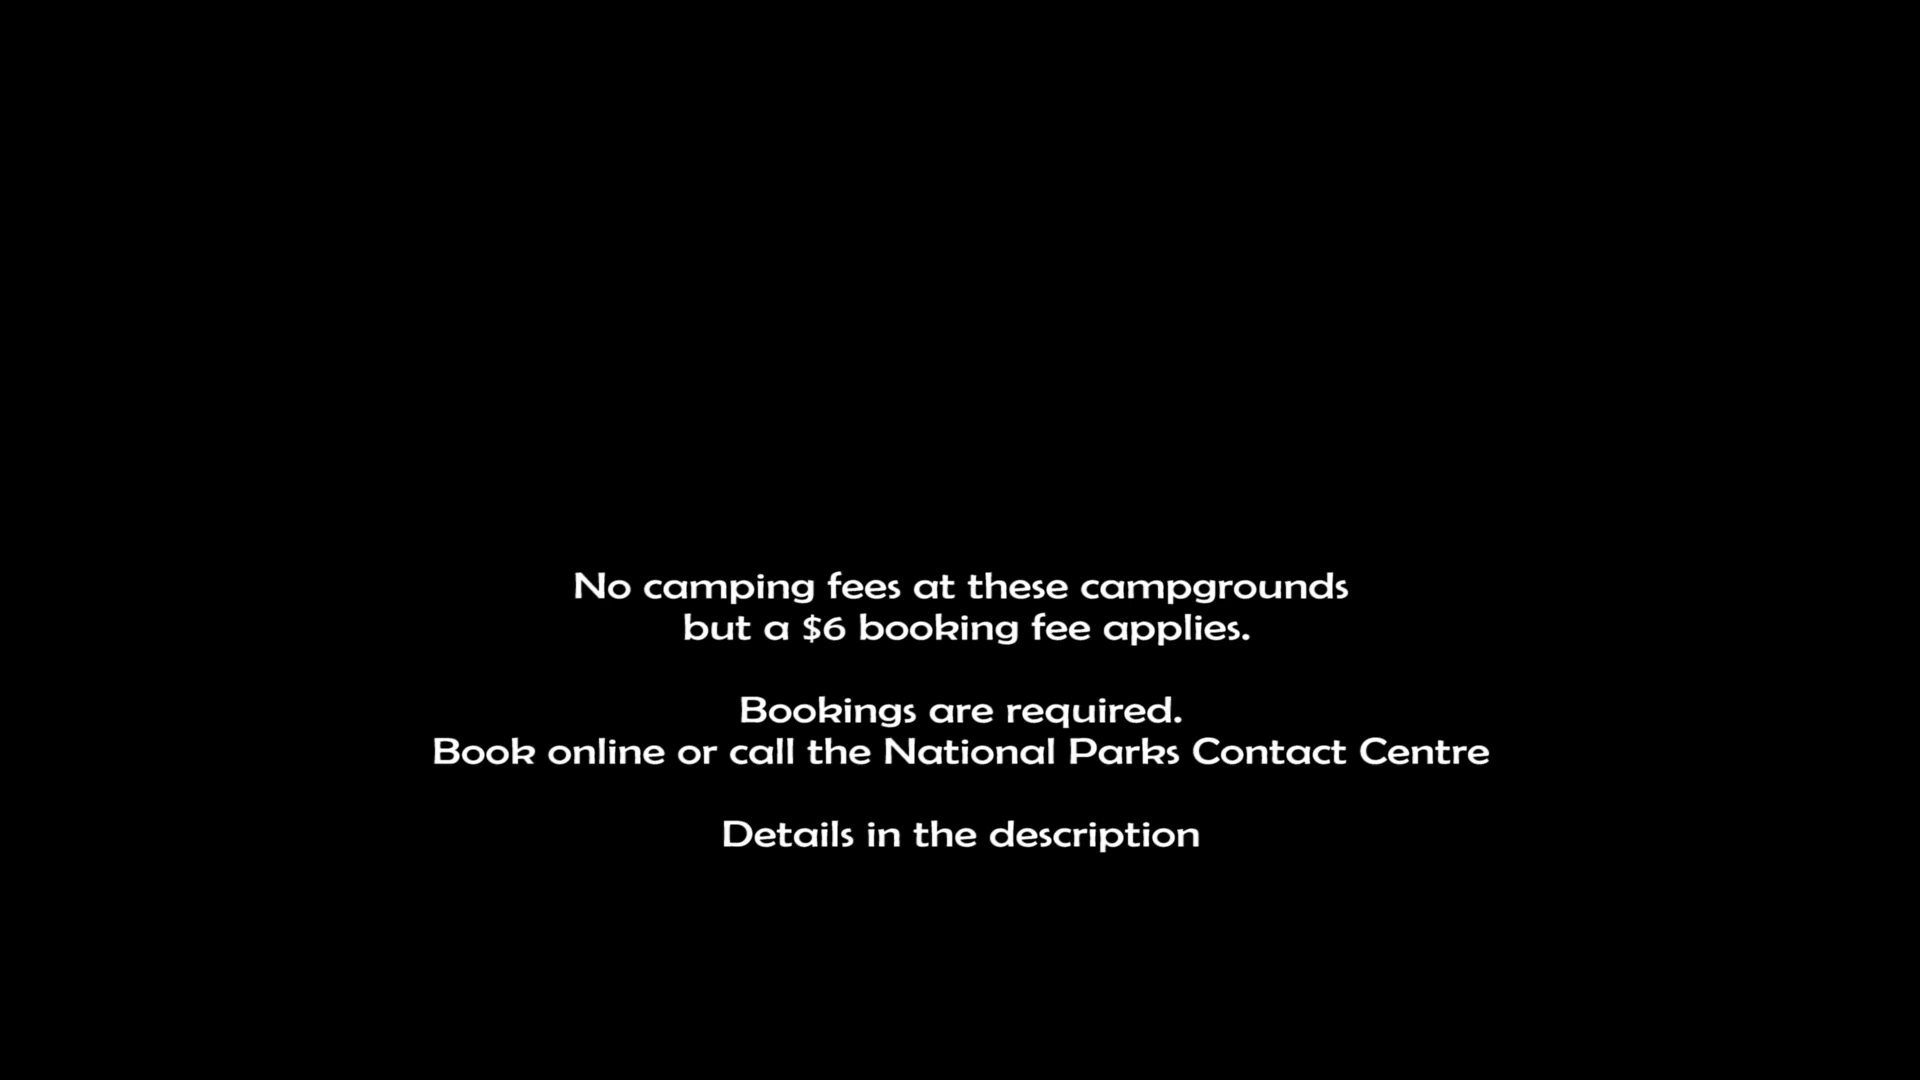 No camping fees at these campgrounds
but a $6 booking fee applies.
Bookings are required.
Book online or call the National Parks Contact Centre
Details in the description